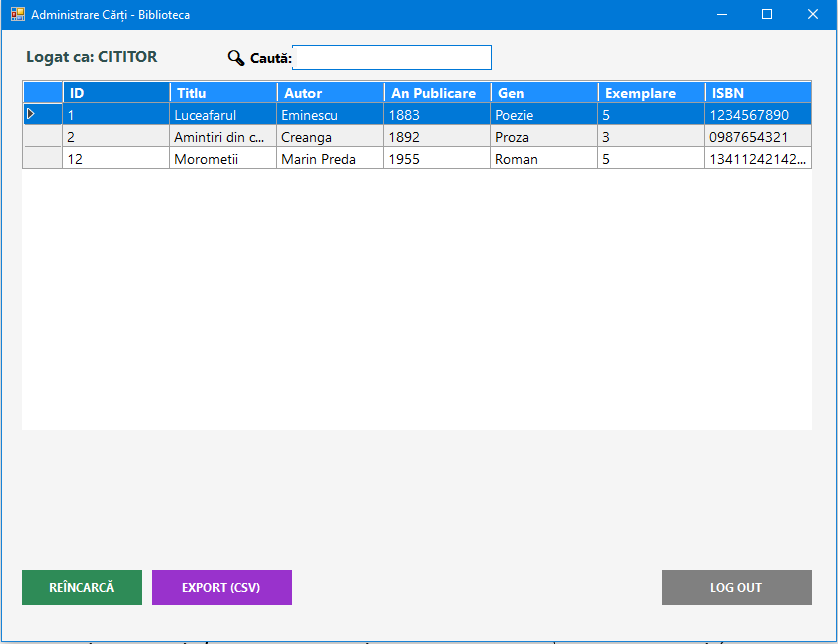 Administrare Cărți - Biblioteca
Logat ca: CITITOR Caută:
ID Titlu Autor An Publicare Gen Exemplare ISBN
1 Luceafarul Eminescu 1883 Poezie 5 1234567890
2 Amintiri din c... Creanga 1892 Proza 3 0987654321
12 Morometii Marin Preda 1955 Roman 5 13411242142...
REÎNCARCĂ EXPORT (CSV) LOG OUT